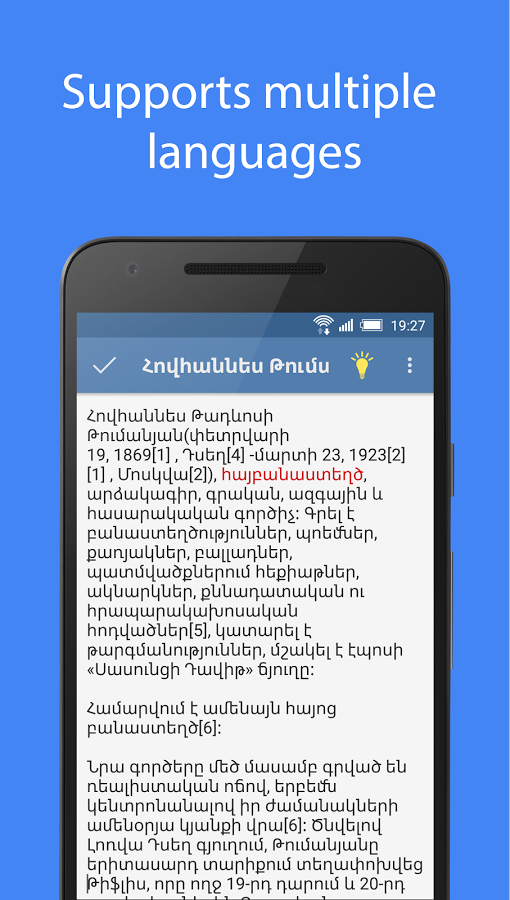 Supports multiple
languages
19:27
Հովհաննես Թումա
Հովհաննես Թադևոսի
Թումանյան(փետրվարի
19, 1869[1] , Դսեղ[4] -մարտի 23, 1923[2]
[1] , Մոսկվա[2]), հայբանաստեղծ,
արձակագիր, գրական, ազգային և
հասարակական գործիչ: Գրել է
բանաստեղծություններ, պոեմներ,
քառյակներ, բալլադներ,
պատմվածքներում հեքիաթներ,
ակնարկներ, քննադատական ու
հրապարակախոսական
հոդվածներ[5], կատարել է
թարգմանություններ, մշակել է էպոսի
«Սասունցի Դավիթ» ճյուղը:
Համարվում է ամենայն հայոց
բանաստեղծ[6]:
Նրա գործերը մեծ մասամբ գրված են
ռեալիստական ոճով, երբեմն
կենտրոնանալով իր ժամանակների
ամենօրյա կյանքի վրա[6]: Ծնվելով
Լոռվա Դսեղ գյուղում, Թումանյանը
երիտասարդ տարիքում տեղափոխվեց
Թիֆլիս, որը ողջ 19-րդ դարում և 20-րդ